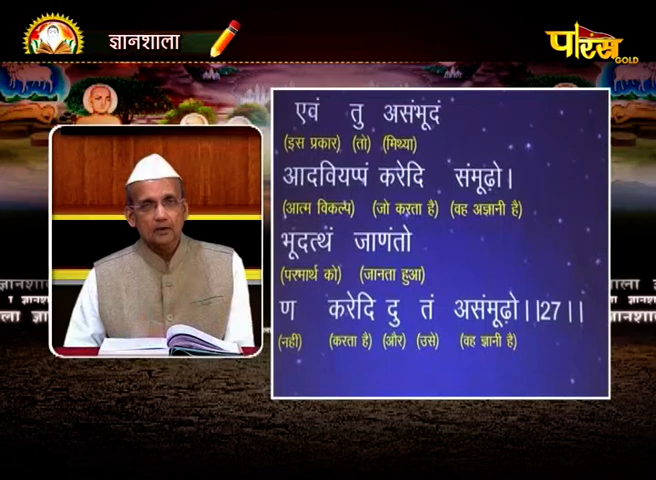 ज्ञानशाला
पारस
GOLD
एवं तु असंभूदं
(इस प्रकार) (तो) (मिथ्या)
आदवियप्पं करेदि संमूढो।
(आत्म विकल्प) (जो करता है) (वह अज्ञानी है)
भूदत्थं जाणंतो
(परमार्थ को) (जानता हुआ)
ण करेदि दु तं असंमूढो।।27।।
(नहीं) (करता है) (और) (उसे) (वह ज्ञानी है)